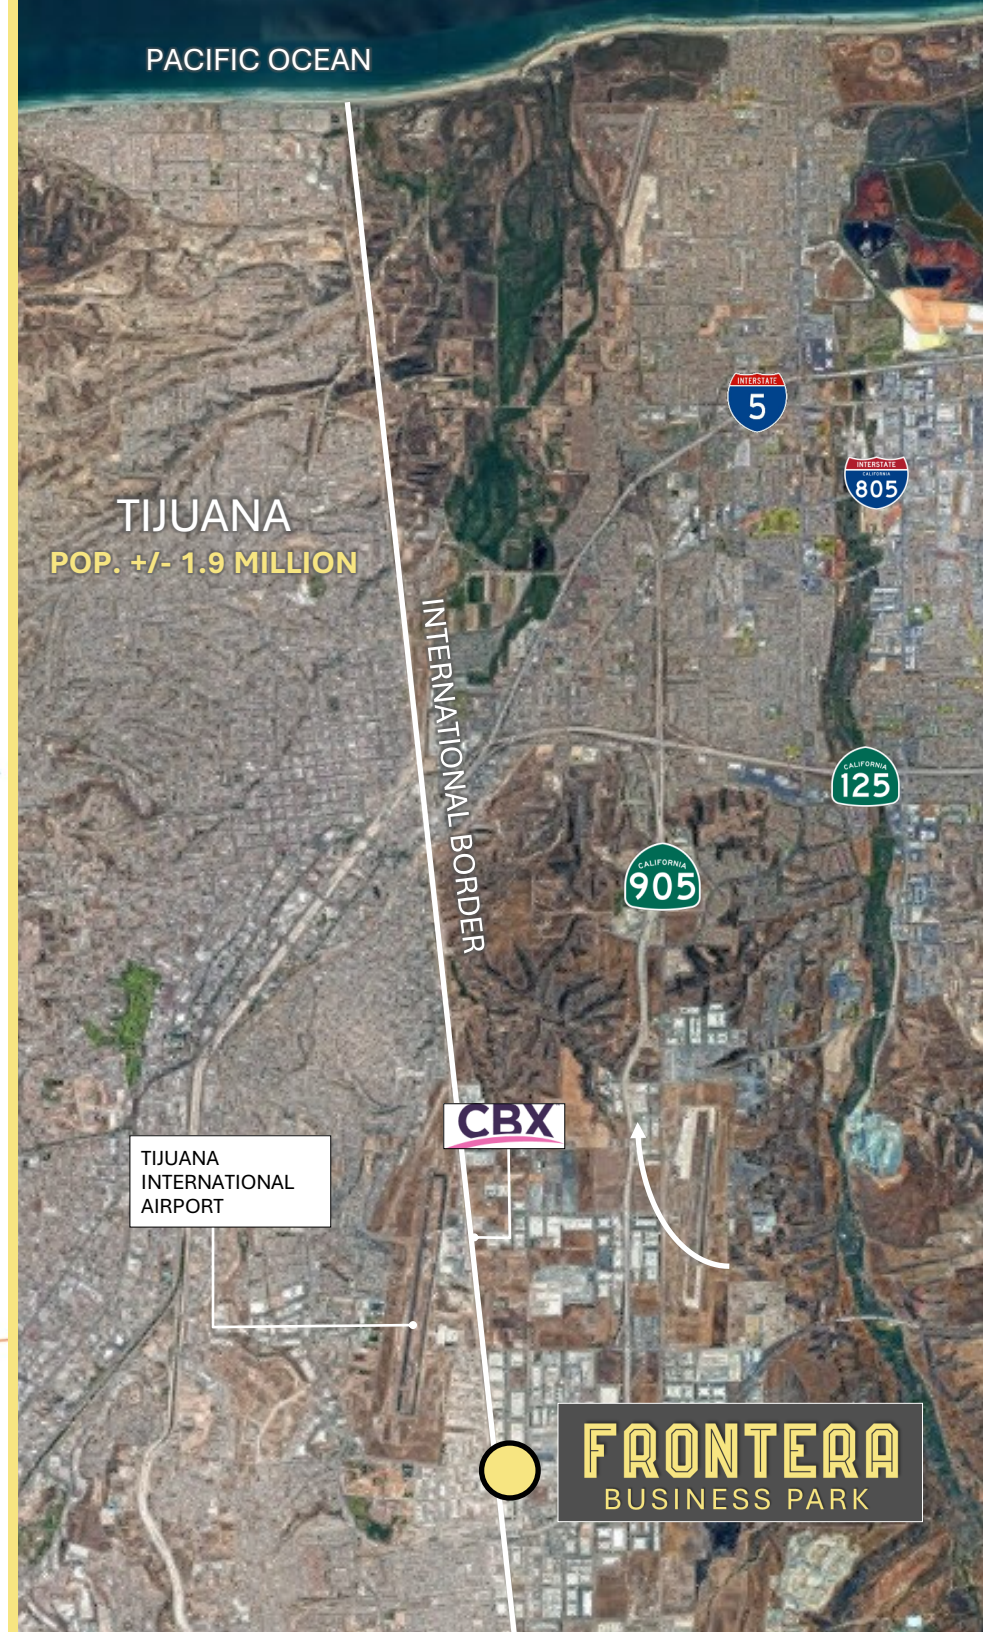 PACIFIC OCEAN
INTERSTATE
5
INTERSTATE
CALIFORNIA
805
TIJUANA
POP. +/- 1.9 MILLION
INTERNATIONAL BORDER
CALIFORNIA
125
CALIFORNIA
905
CBX
TIJUANA
INTERNATIONAL
AIRPORT
FRONTERA
BUSINESS PARK